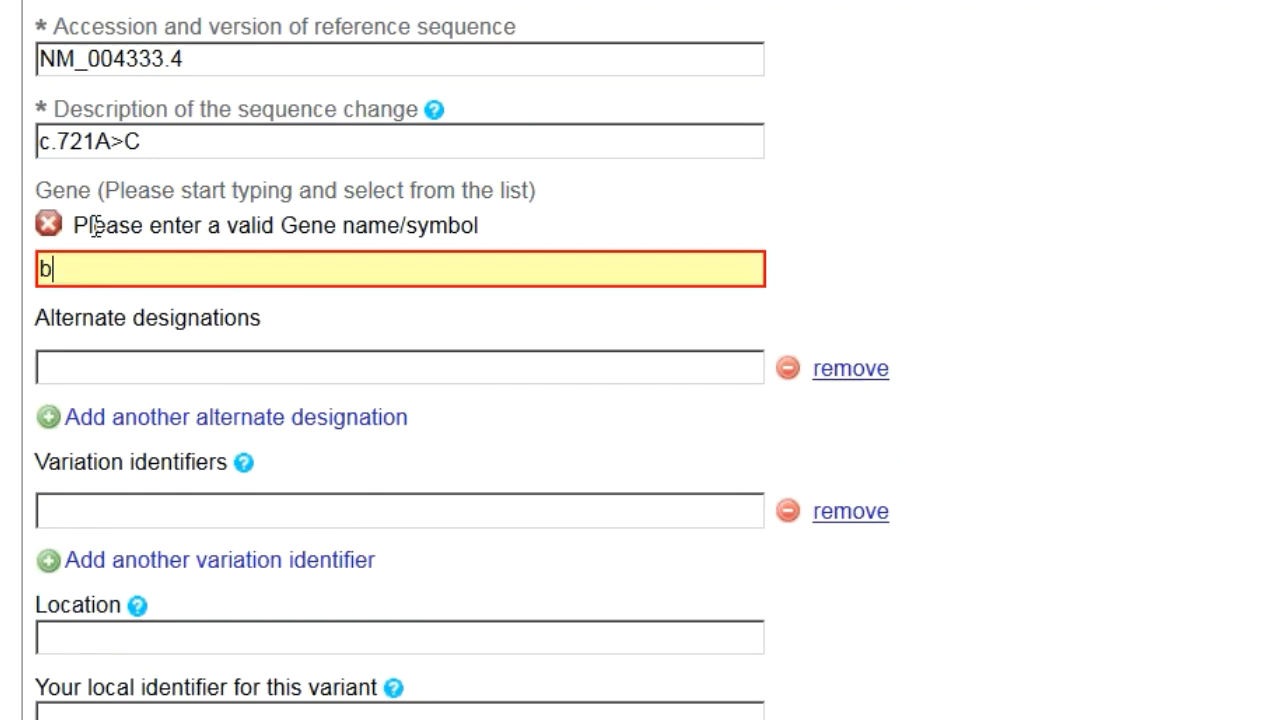 * Accession and version of reference sequence
NM_004333.4
* Description of the sequence change ?
c.721A>C
Gene (Please start typing and select from the list)
Please enter a valid Gene name/symbol
b
Alternate designations
remove
Add another alternate designation
Variation identifiers ?
remove
Add another variation identifier
Location ?
Your local identifier for this variant ?